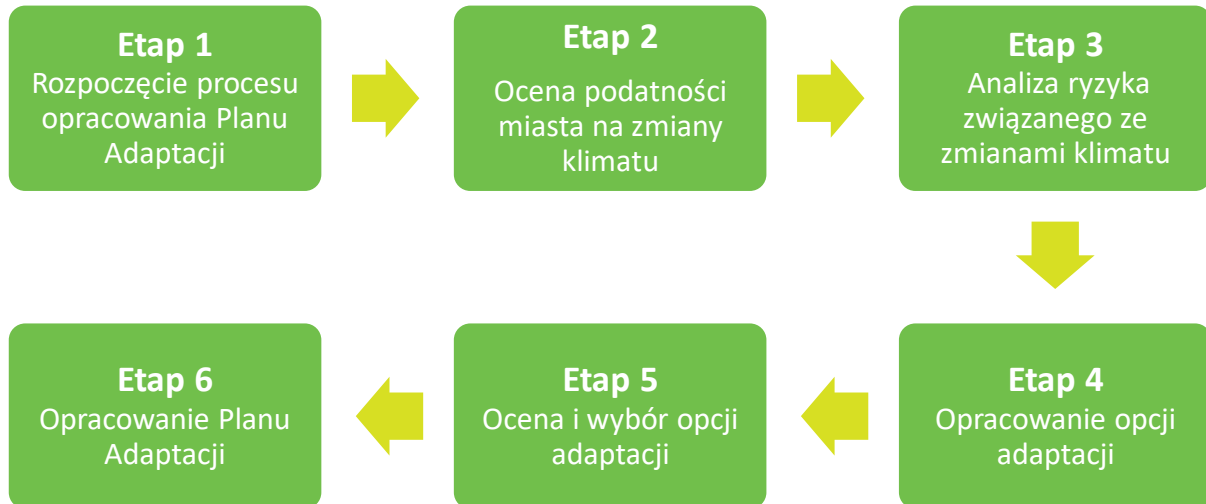 Etap 1
Rozpoczęcie procesu
opracowania Planu
Adaptacji
Etap 2
Ocena podatności
miasta na zmiany
klimatu
Etap 3
Analiza ryzyka
związanego ze
zmianami klimatu
Etap 4
Opracowanie opcji
adaptacji
Etap 5
Ocena i wybór opcji
adaptacji
Etap 6
Opracowanie Planu
Adaptacji